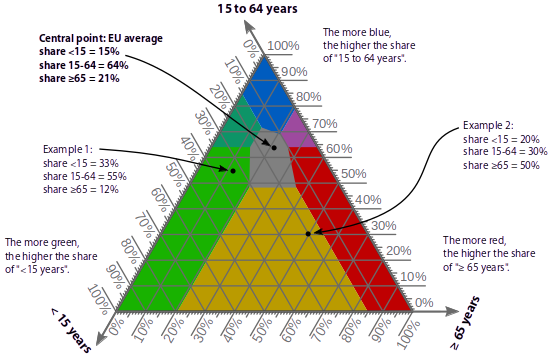 15 to 64 years
Central point: EU average
share <15 = 15%
share 15-64 = 64%
share ≥65 = 21%
The more blue,
the higher the share
of "15 to 64 years".
Example 1:
share <15 = 33%
share 15-64 = 55%
share ≥65 = 12%
Example 2:
share <15 = 20%
share 15-64 = 30%
share ≥65 = 50%
The more green,
the higher the share
of "<15 years".
The more red,
the higher the share
of "≥ 65 years".
0%
10%
20%
30%
40%
50%
60%
70%
80%
90%
100%
100%
90%
80%
70%
60%
50%
40%
30%
20%
10%
0%
< 15 years
0%
10%
20%
30%
40%
50%
60%
70%
80%
90%
100%
≥ 65 years